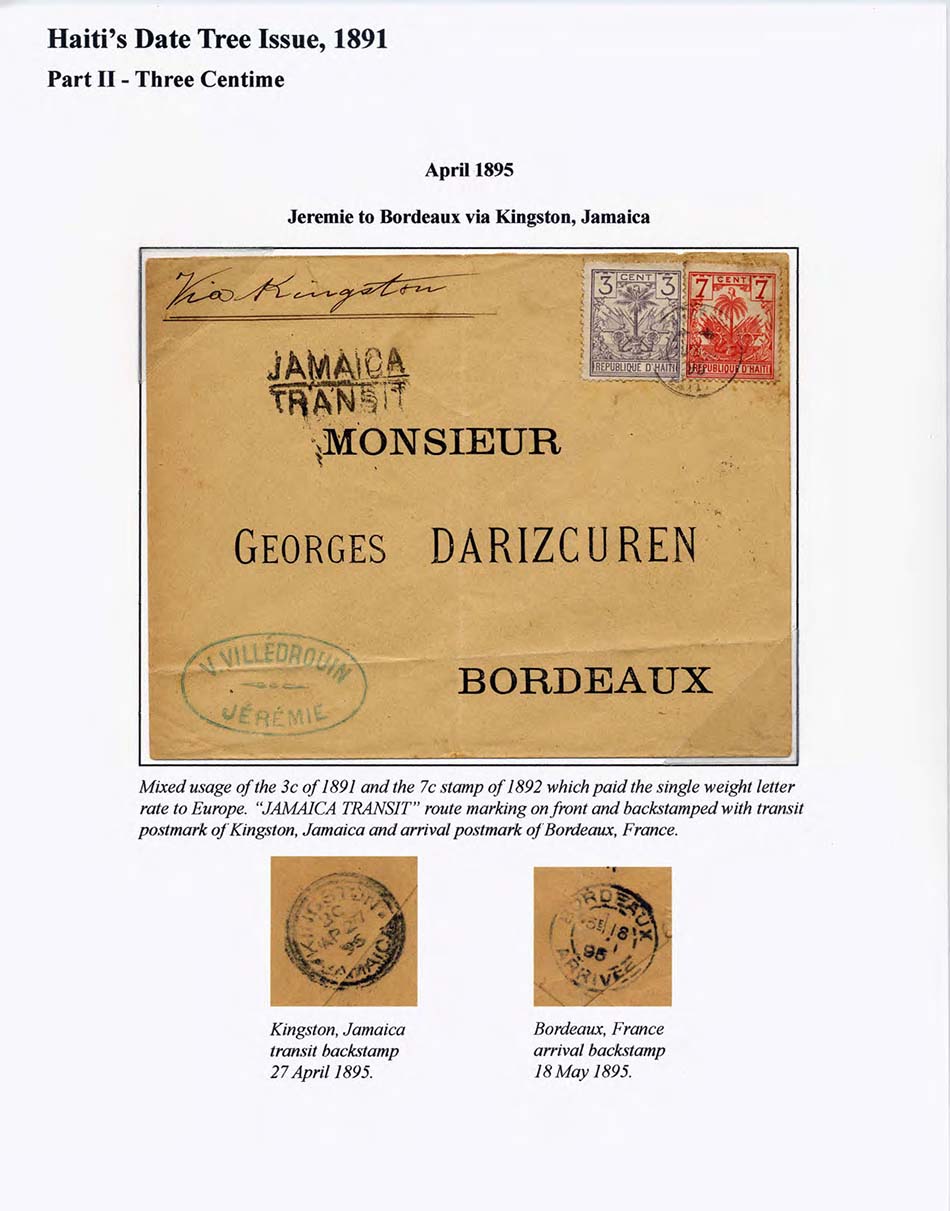 Haiti's Date Tree Issue, 1891
Part II - Three Centime
April 1895
Jeremie to Bordeaux via Kingston, Jamaica
Via Kingston
3 CENT 3
REPUBLIQUE D'HAITI
7 CENT 7
REPUBLIQUE D'HAITI
JAMAICA
TRANSIT
MONSIEUR
GEORGES DARIZCUREN
V. VILLÉDROUIN
JÉRÉMIE
BORDEAUX
Mixed usage of the 3c of 1891 and the 7c stamp of 1892 which paid the single weight letter
rate to Europe. "JAMAICA TRANSIT" route marking on front and backstamped with transit
postmark of Kingston, Jamaica and arrival postmark of Bordeaux, France.
KINGSTON
AP 27
95
JAMAICA
BORDEAUX
18
95
ARRIVÉE
Kingston, Jamaica
transit backstamp
27 April 1895.
Bordeaux, France
arrival backstamp
18 May 1895.